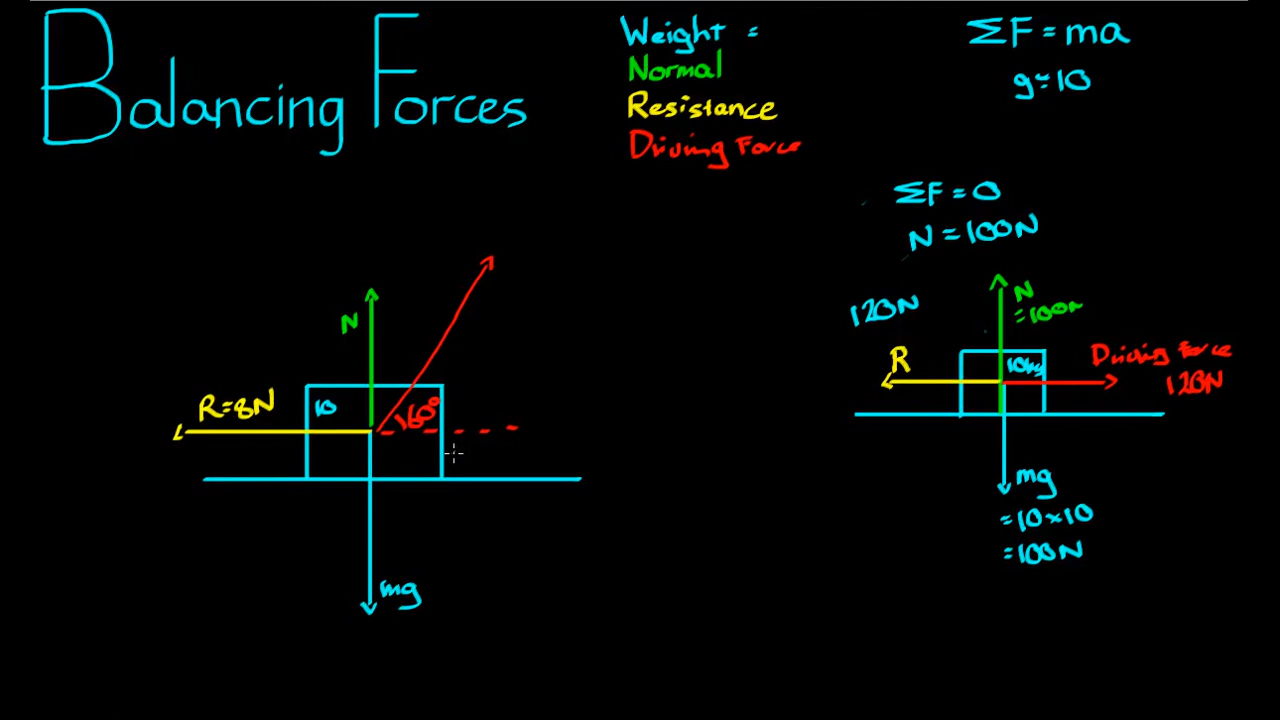 Balancing Forces
Weight =
Normal
Resistance
Driving Force
ΣF = ma
g = 10
ΣF = 0
N = 100N
120N
N
= 100N
R
10kg
Driving Force
120N
mg
= 10 × 10
= 100N
N
R = 8N
10
60°
mg